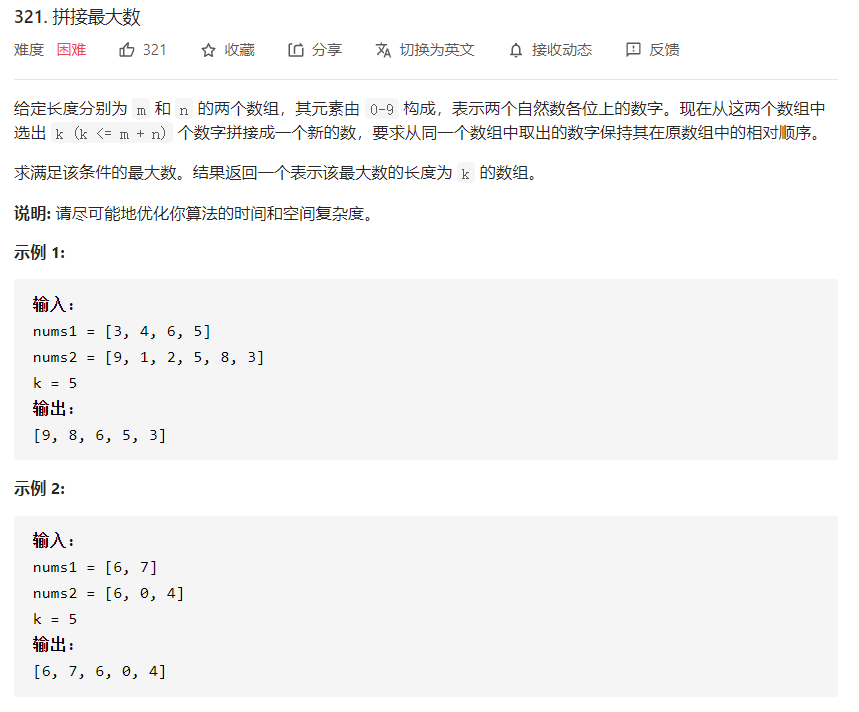 321. 拼接最大数
难度 困难 321 收藏 分享 切换为英文 接收动态 反馈
给定长度分别为 m 和 n 的两个数组，其元素由 0-9 构成，表示两个自然数各位上的数字。现在从这两个数组中
选出 k (k <= m + n) 个数字拼接成一个新的数，要求从同一个数组中取出的数字保持其在原数组中的相对顺序。
求满足该条件的最大数。结果返回一个表示该最大数的长度为 k 的数组。
说明: 请尽可能地优化你算法的时间和空间复杂度。
示例 1:
输入:
nums1 = [3, 4, 6, 5]
nums2 = [9, 1, 2, 5, 8, 3]
k = 5
输出:
[9, 8, 6, 5, 3]
示例 2:
输入:
nums1 = [6, 7]
nums2 = [6, 0, 4]
k = 5
输出:
[6, 7, 6, 0, 4]